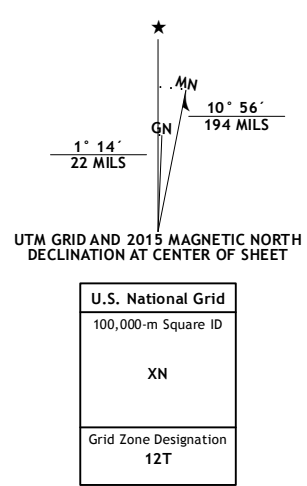 MN
GN
10° 56´
194 MILS
1° 14´
22 MILS
UTM GRID AND 2015 MAGNETIC NORTH
DECLINATION AT CENTER OF SHEET
U.S. National Grid
100,000-m Square ID
XN
Grid Zone Designation
12T